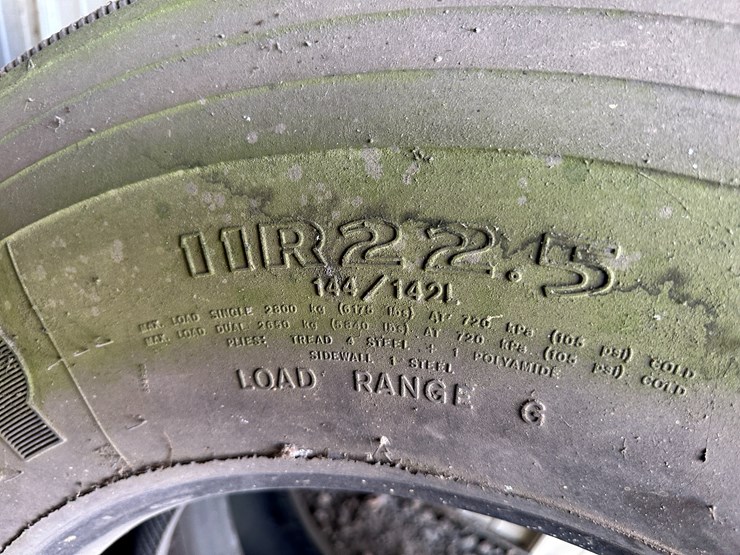 11R22.5
144/142L
MAX. LOAD SINGLE 2800 kg (6175 lbs) AT 720 kPa (105 psi) COLD
MAX. LOAD DUAL 2650 kg (5840 lbs) AT 720 kPa (105 psi) COLD
PLIES: TREAD 4 STEEL + 1 POLYAMIDE
SIDEWALL 1 STEEL
LOAD RANGE G